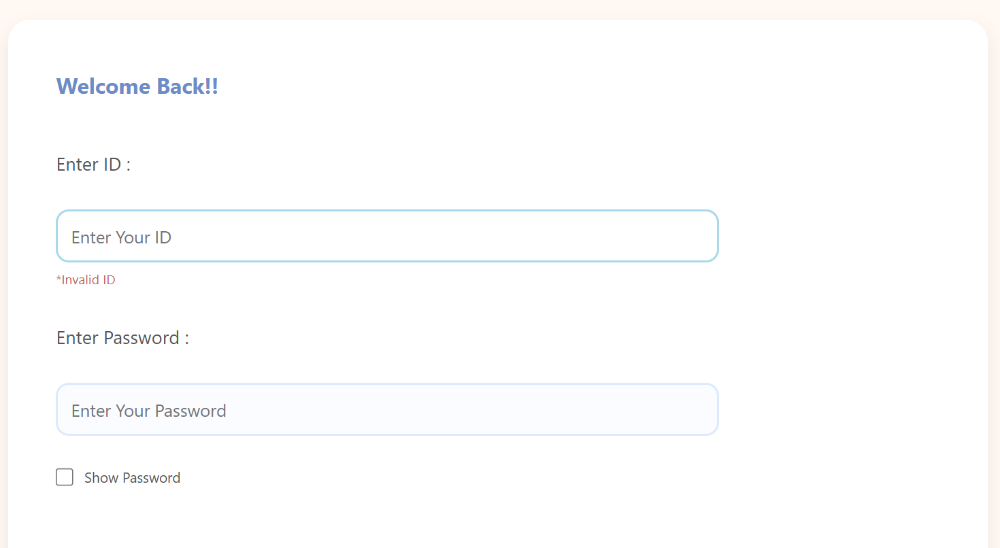 Welcome Back!!
Enter ID :
Enter Your ID
*Invalid ID
Enter Password :
Enter Your Password
Show Password